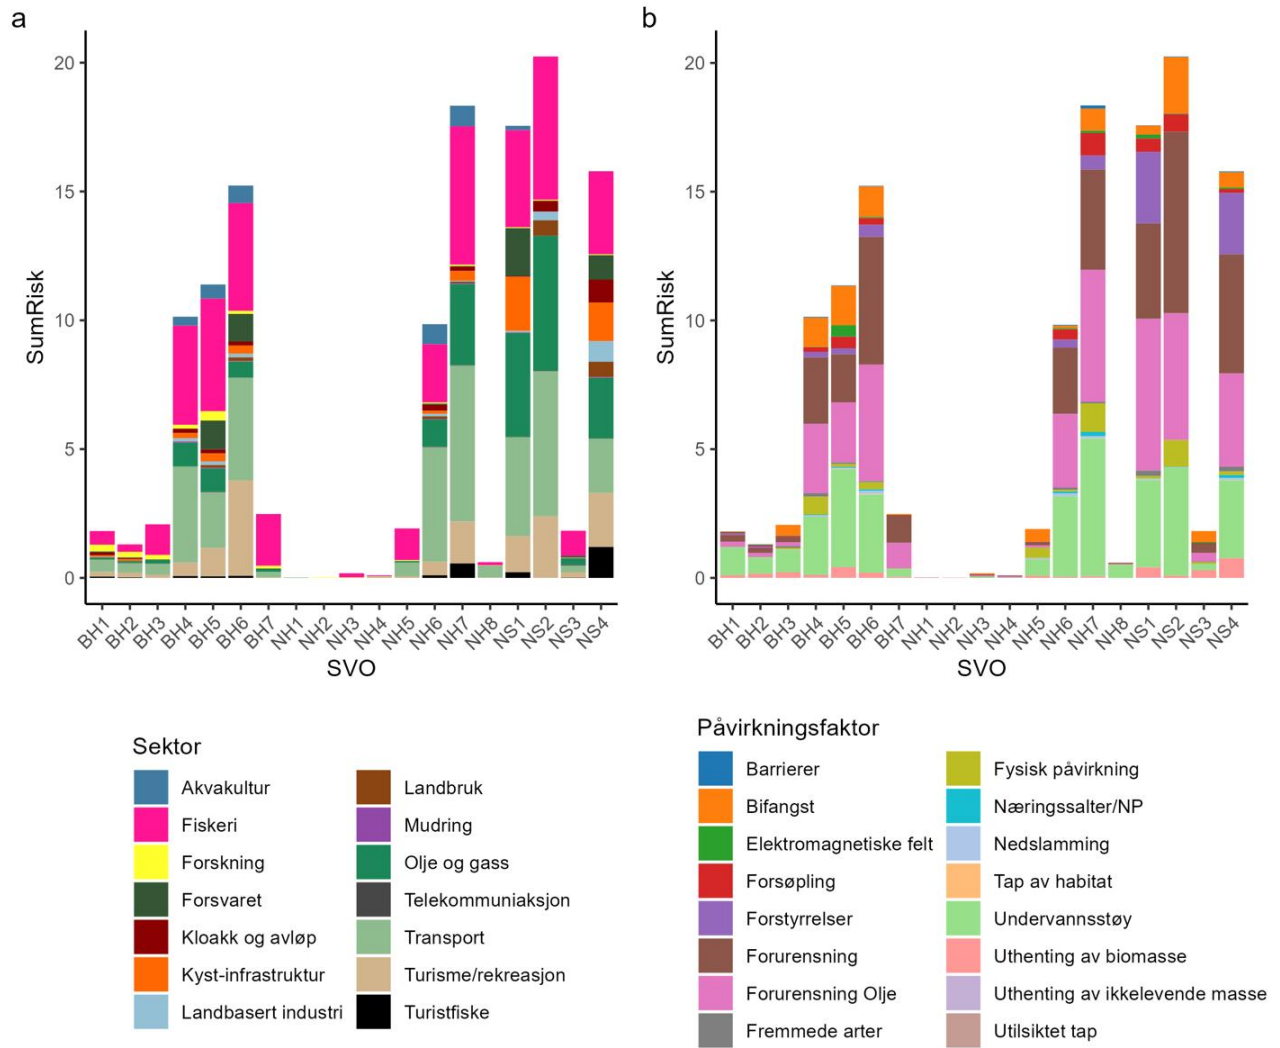 a
b
SumRisk
20
15
10
5
0
BH1 BH2 BH3 BH4 BH5 BH6 BH7 NH1 NH2 NH3 NH4 NH5 NH6 NH7 NH8 NS1 NS2 NS3 NS4
SVO
SumRisk
20
15
10
5
0
BH1 BH2 BH3 BH4 BH5 BH6 BH7 NH1 NH2 NH3 NH4 NH5 NH6 NH7 NH8 NS1 NS2 NS3 NS4
SVO
Sektor
Akvakultur
Fiskeri
Forskning
Forsvaret
Kloakk og avløp
Kyst-infrastruktur
Landbasert industri
Landbruk
Mudring
Olje og gass
Telekommuniaksjon
Transport
Turisme/rekreasjon
Turistfiske
Påvirkningsfaktor
Barrierer
Bifangst
Elektromagnetiske felt
Forsøpling
Forstyrrelser
Forurensning
Forurensning Olje
Fremmede arter
Fysisk påvirkning
Næringssalter/NP
Nedslamming
Tap av habitat
Undervannsstøy
Uthenting av biomasse
Uthenting av ikkelevende masse
Utilsiktet tap